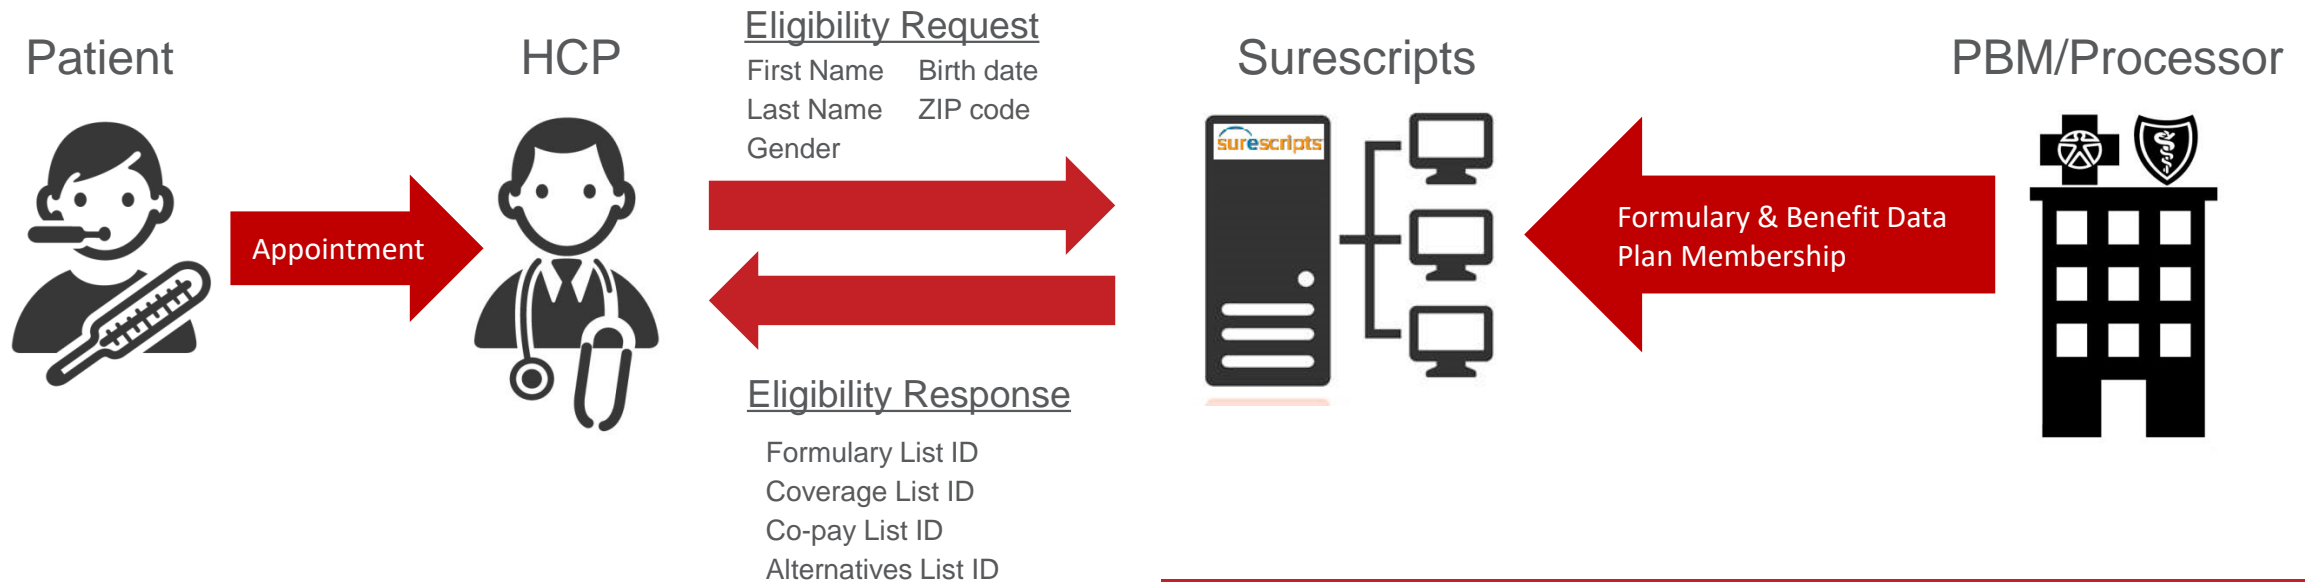 Patient
HCP
Eligibility Request
First Name Birth date
Last Name ZIP code
Gender
Surescripts
PBM/Processor
surescripts
Appointment
Formulary & Benefit Data
Plan Membership
Eligibility Response
Formulary List ID
Coverage List ID
Co-pay List ID
Alternatives List ID